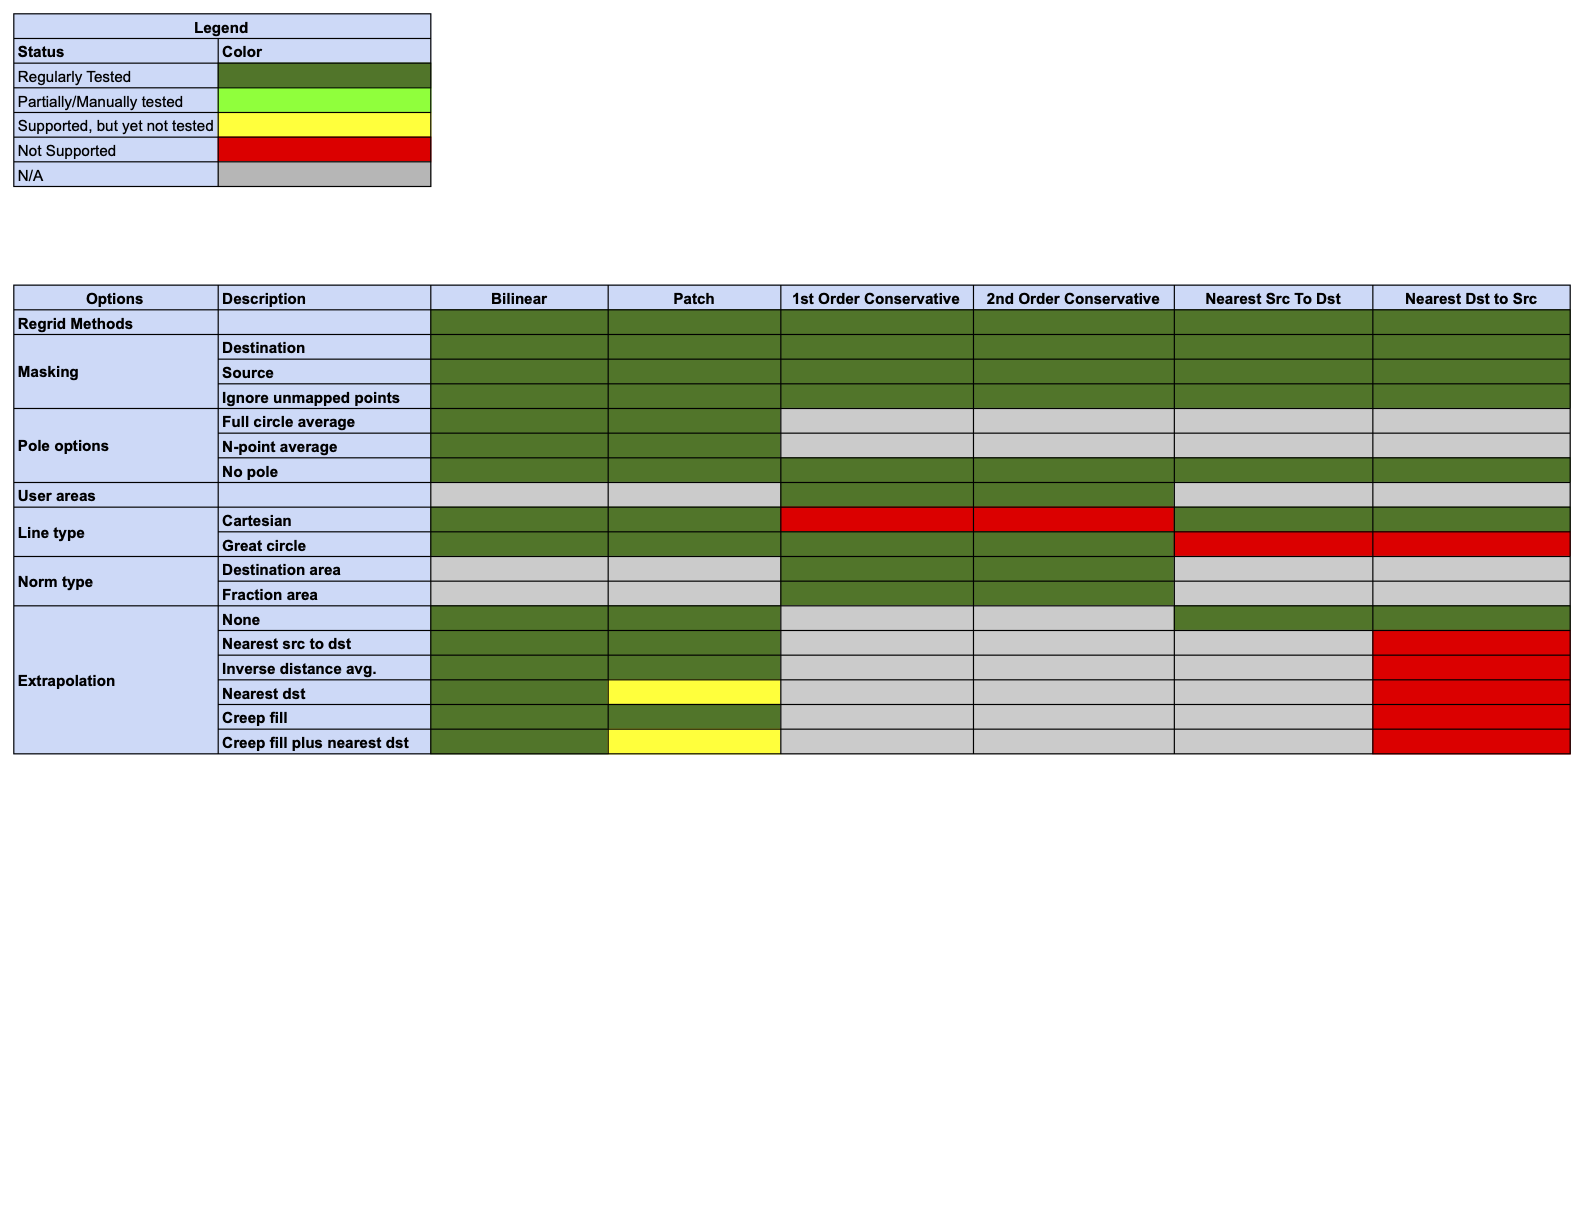 Legend
Status Color
Regularly Tested
Partially/Manually tested
Supported, but yet not tested
Not Supported
N/A
Options Description Bilinear Patch 1st Order Conservative 2nd Order Conservative Nearest Src To Dst Nearest Dst to Src
Regrid Methods
Masking
Destination
Source
Ignore unmapped points
Pole options
Full circle average
N-point average
No pole
User areas
Line type
Cartesian
Great circle
Norm type
Destination area
Fraction area
Extrapolation
None
Nearest src to dst
Inverse distance avg.
Nearest dst
Creep fill
Creep fill plus nearest dst